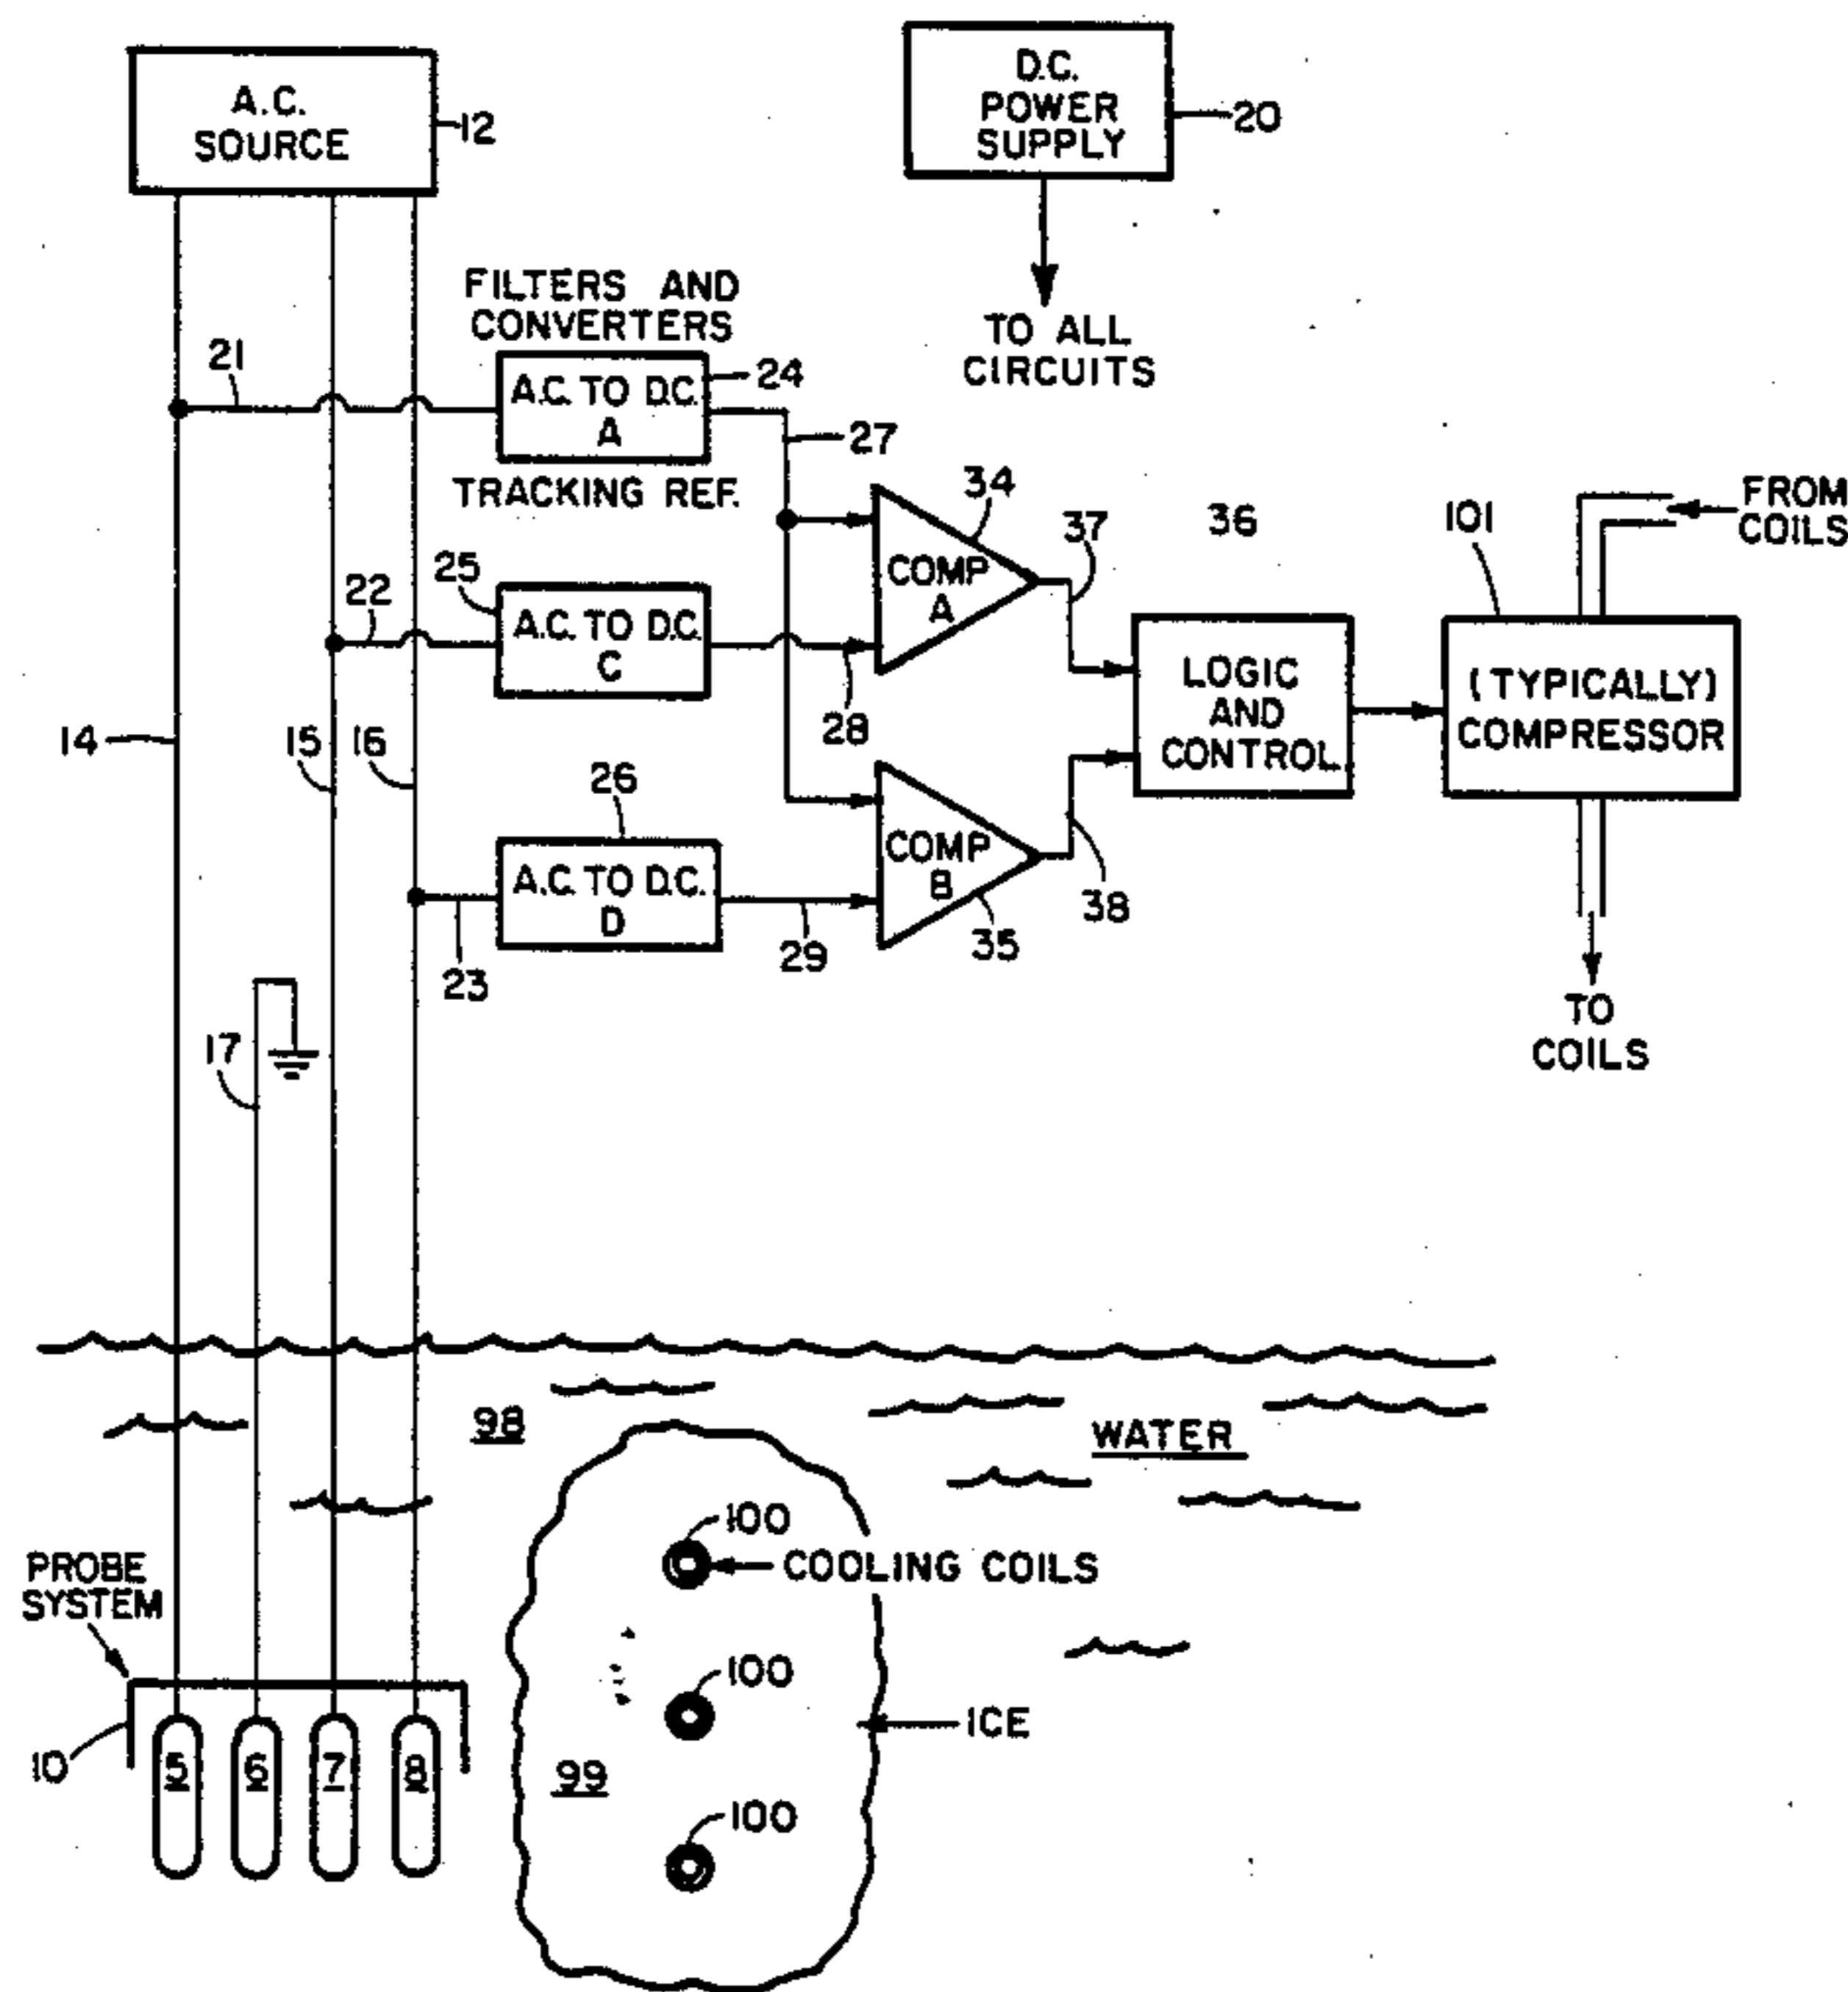 A.C.
SOURCE
12
D.C.
POWER
SUPPLY
20
TO ALL
CIRCUITS
FILTERS AND
CONVERTERS
21
A.C. TO D.C.
A
24
27
TRACKING REF.
34
COMP
A
37
36
101
FROM
COILS
22
25
A.C. TO D.C.
C
28
LOGIC
AND
CONTROL
(TYPICALLY)
COMPRESSOR
14
15
16
26
A.C. TO D.C.
D
23
29
COMP
B
35
38
TO
COILS
17
98
WATER
100
COOLING COILS
PROBE
SYSTEM
100
ICE
10
5
6
7
8
99
100